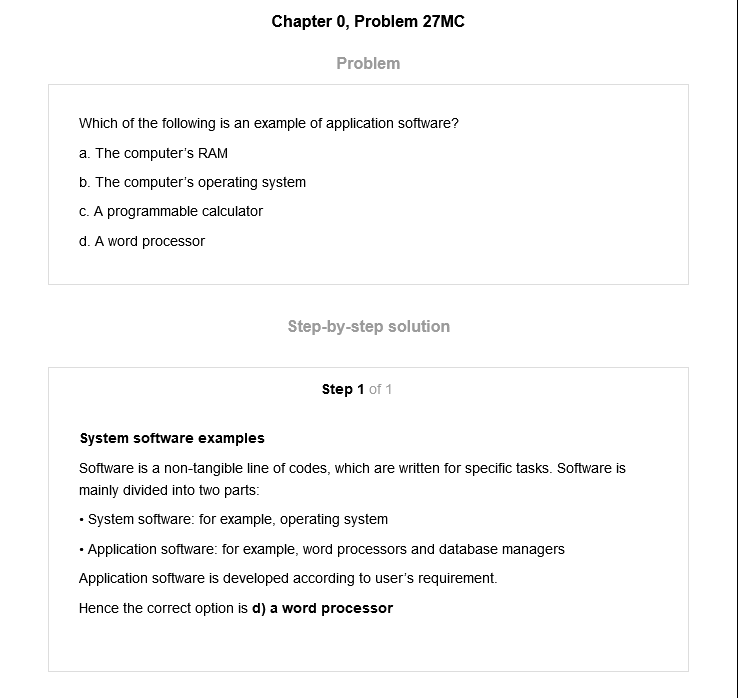 Chapter 0, Problem 27MC
Problem
Which of the following is an example of application software?
a. The computer's RAM
b. The computer's operating system
c. A programmable calculator
d. A word processor
Step-by-step solution
Step 1 of 1
System software examples
Software is a non-tangible line of codes, which are written for specific tasks. Software is
mainly divided into two parts:
• System software: for example, operating system
• Application software: for example, word processors and database managers
Application software is developed according to user's requirement.
Hence the correct option is d) a word processor